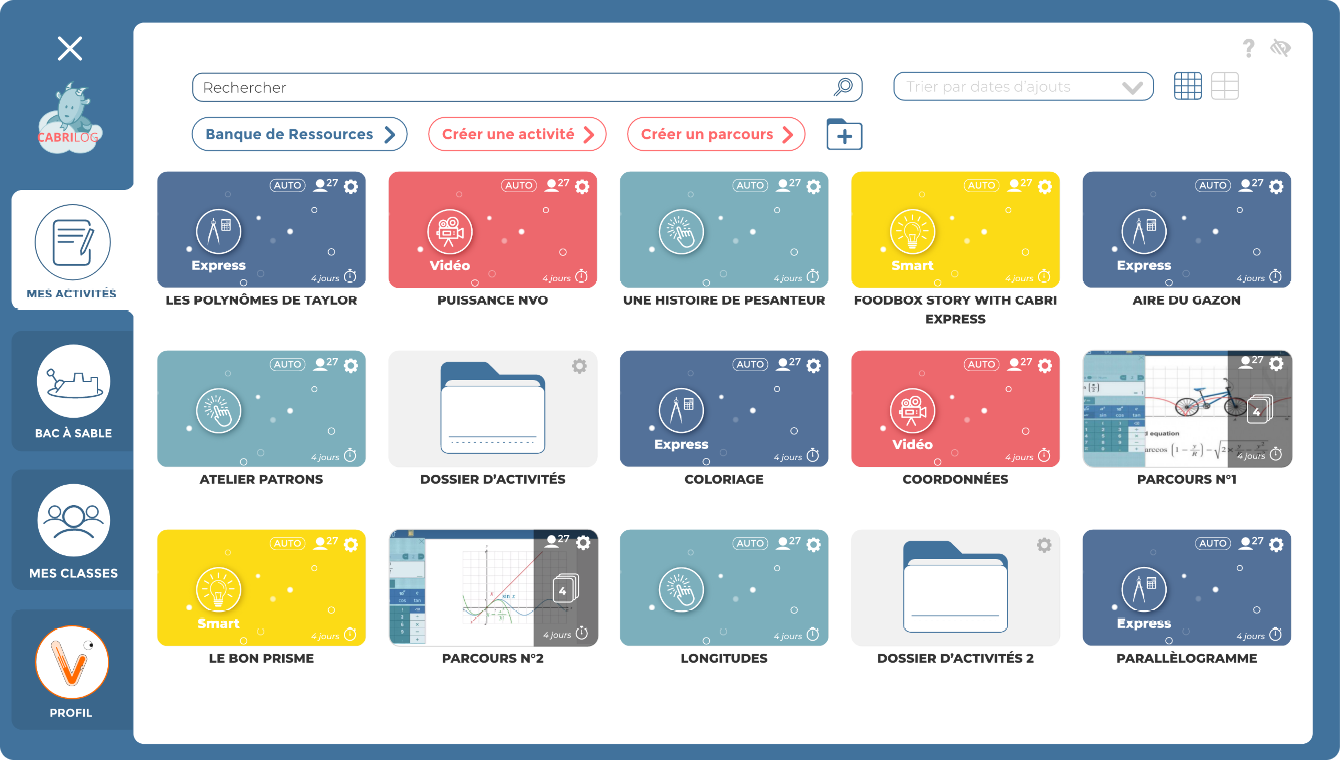 ?
Rechercher
Trier par dates d'ajouts
CABRILOG
Banque de Ressources
Créer une activité
Créer un parcours
MES ACTIVITÉS
BAC À SABLE
MES CLASSES
PROFIL
AUTO 27
Express
4 jours
LES POLYNÔMES DE TAYLOR
AUTO 27
Vidéo
4 jours
PUISSANCE NVO
AUTO 27
4 jours
UNE HISTOIRE DE PESANTEUR
AUTO 27
Smart
4 jours
FOODBOX STORY WITH CABRI
EXPRESS
AUTO 27
Express
4 jours
AIRE DU GAZON
AUTO 27
4 jours
ATELIER PATRONS
DOSSIER D'ACTIVITÉS
AUTO 27
Express
4 jours
COLORIAGE
AUTO 27
Vidéo
4 jours
COORDONNÉES
27
4
equation
4 jours
PARCOURS N°1
AUTO 27
Smart
4 jours
LE BON PRISME
27
4
4 jours
PARCOURS N°2
AUTO 27
4 jours
LONGITUDES
DOSSIER D'ACTIVITÉS 2
AUTO 27
Express
4 jours
PARALLÈLOGRAMME